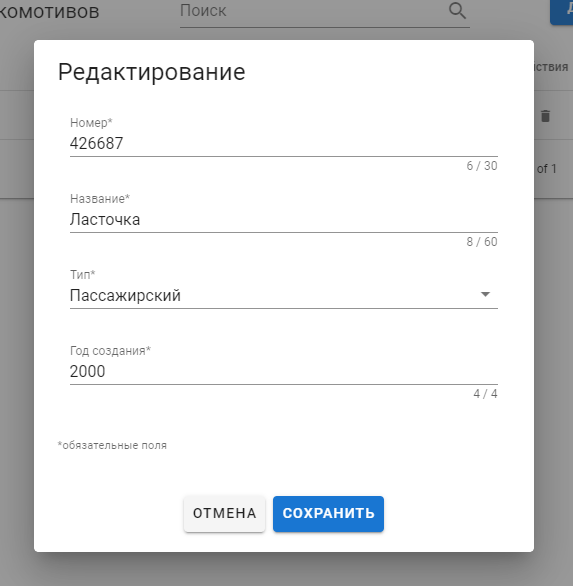 комотивов
Поиск
Редактирование
Номер*
426687
6 / 30
Название*
Ласточка
8 / 60
Тип*
Пассажирский
Год создания*
2000
4 / 4
*обязательные поля
ОТМЕНА СОХРАНИТЬ
ствия
of 1